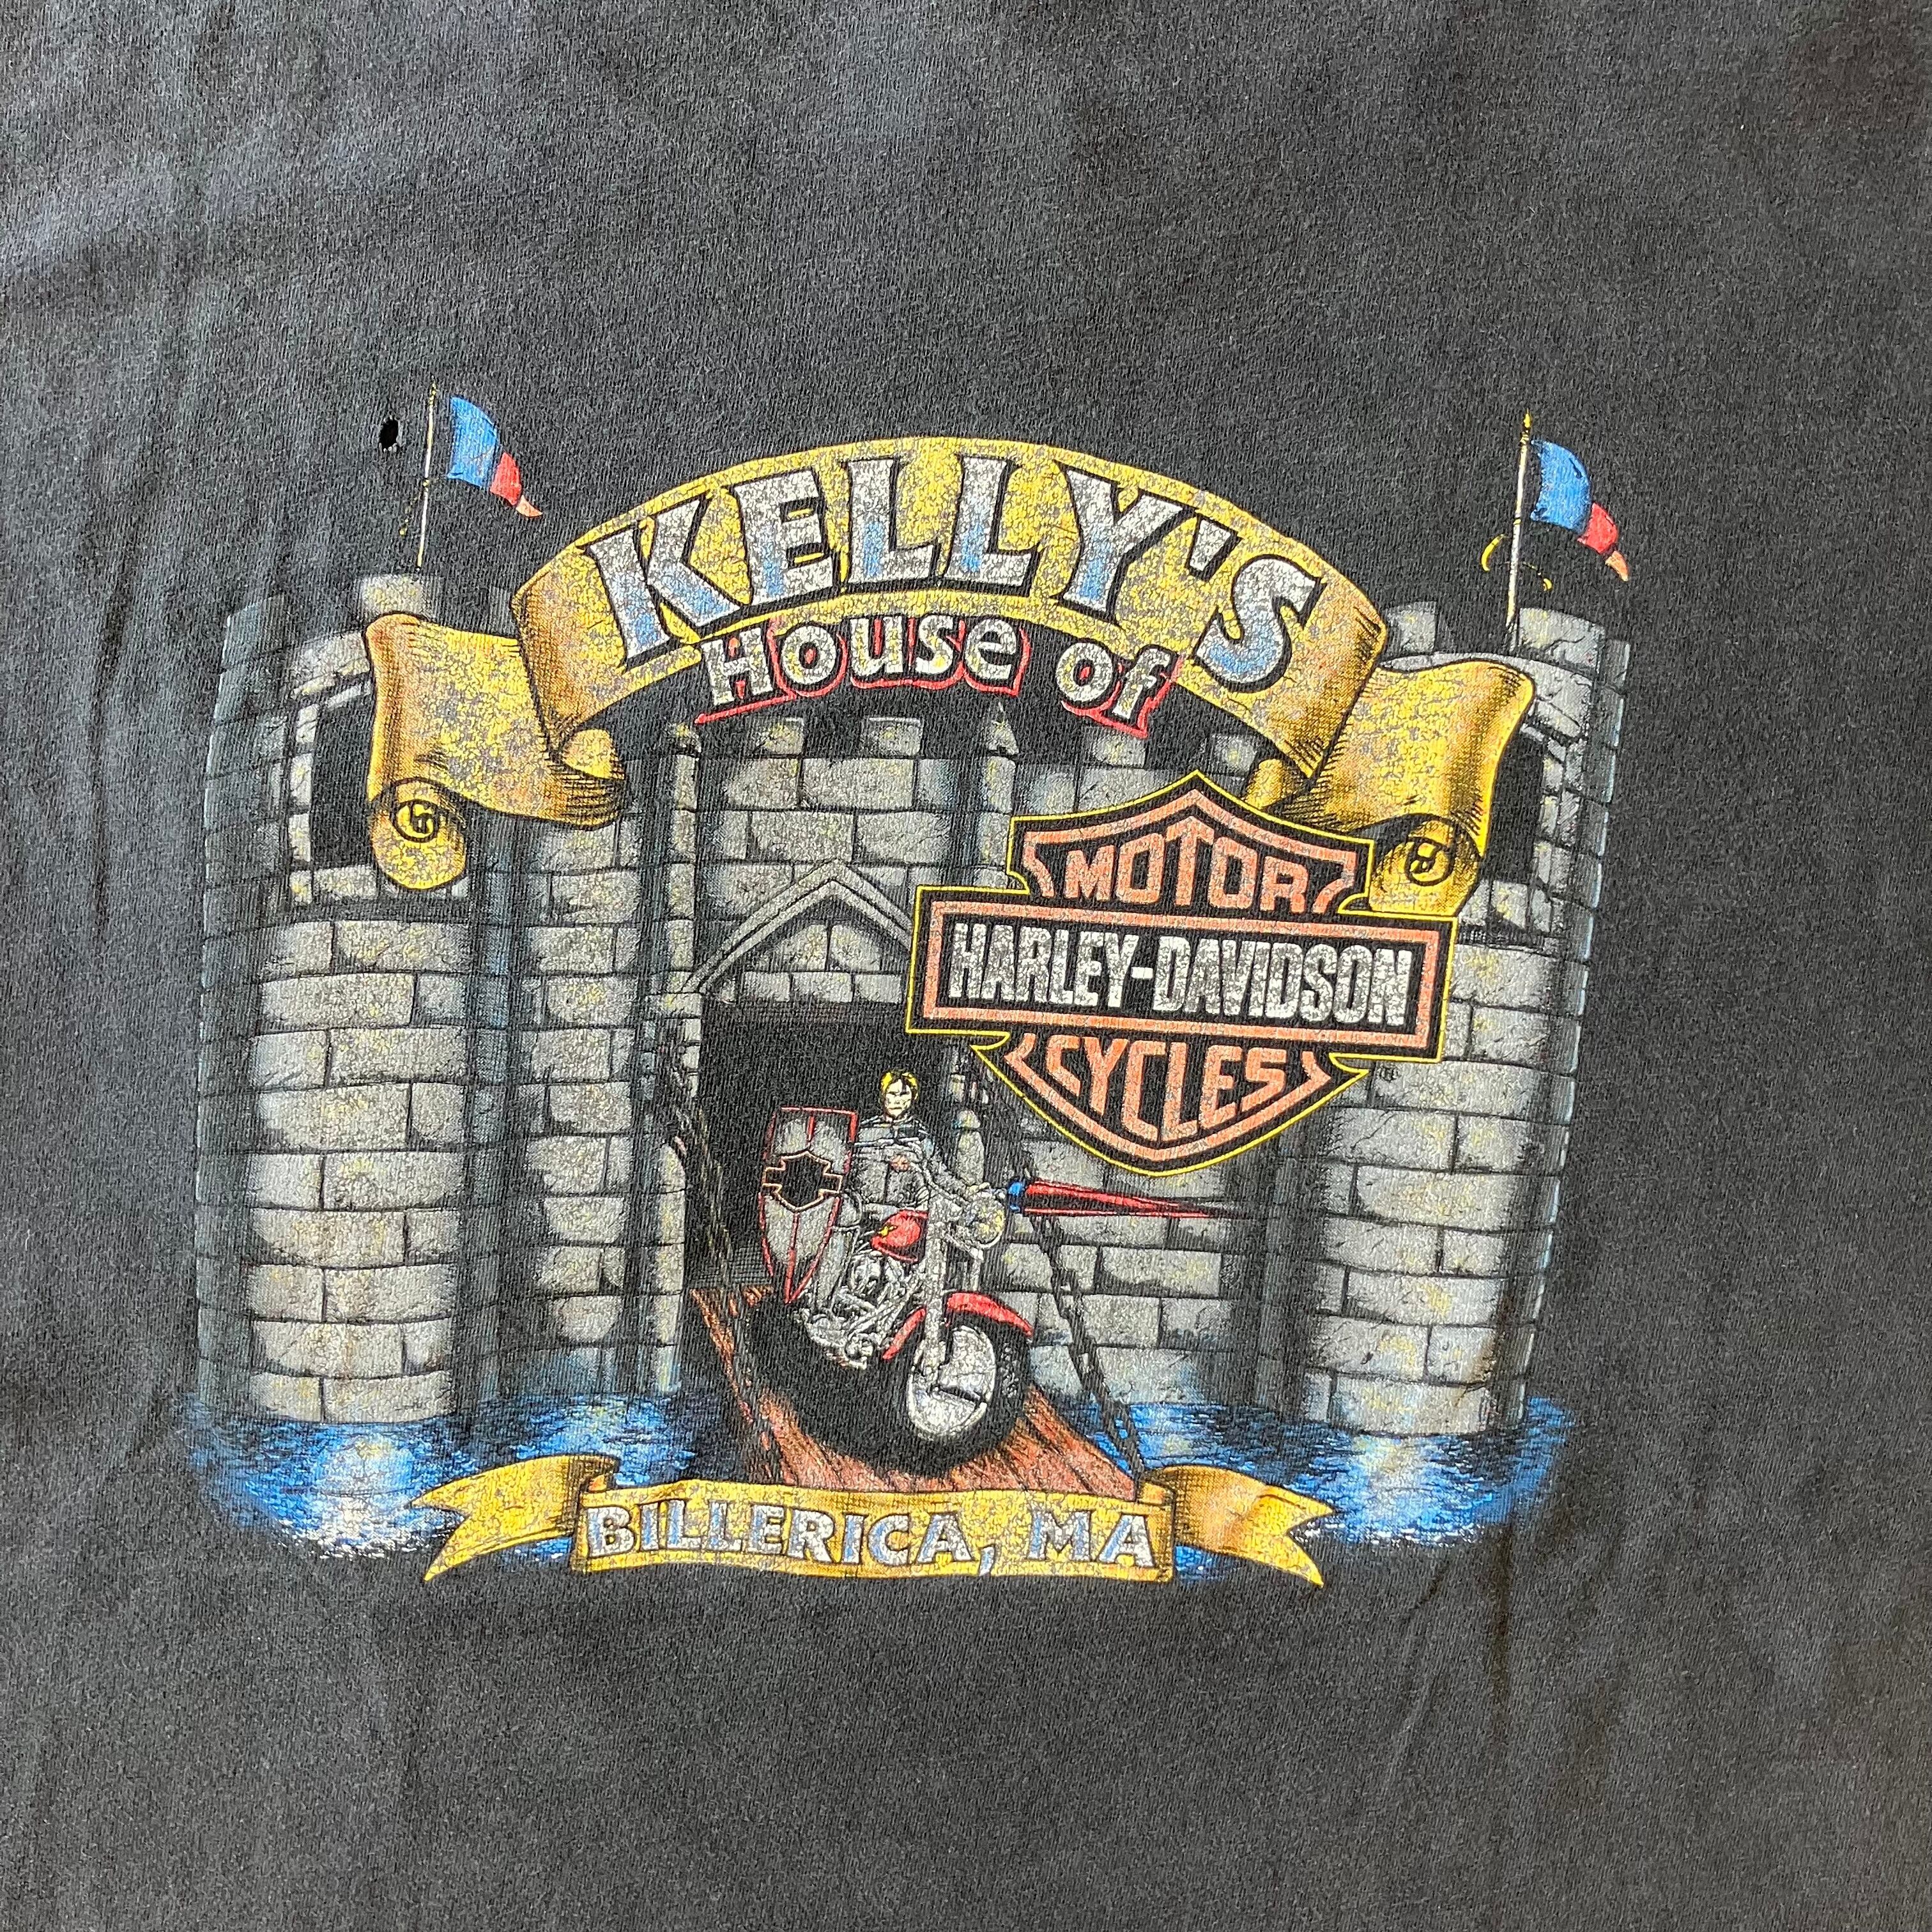 KELLY'S
House of
MOTOR
HARLEY-DAVIDSON
CYCLES
BILLERICA, MA